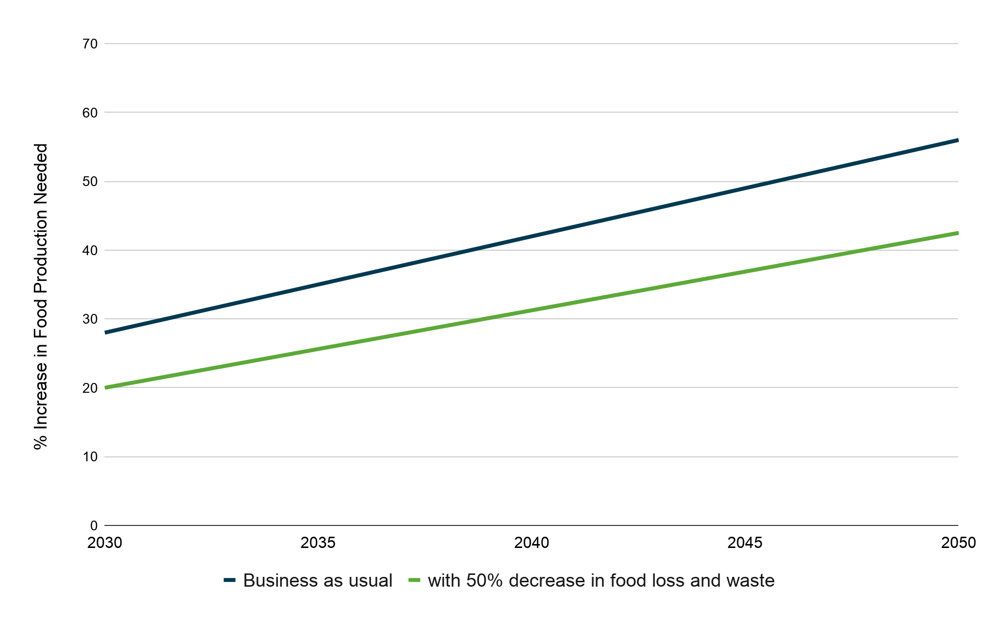 % Increase in Food Production Needed
70
60
50
40
30
20
10
0
2030 2035 2040 2045 2050
Business as usual with 50% decrease in food loss and waste